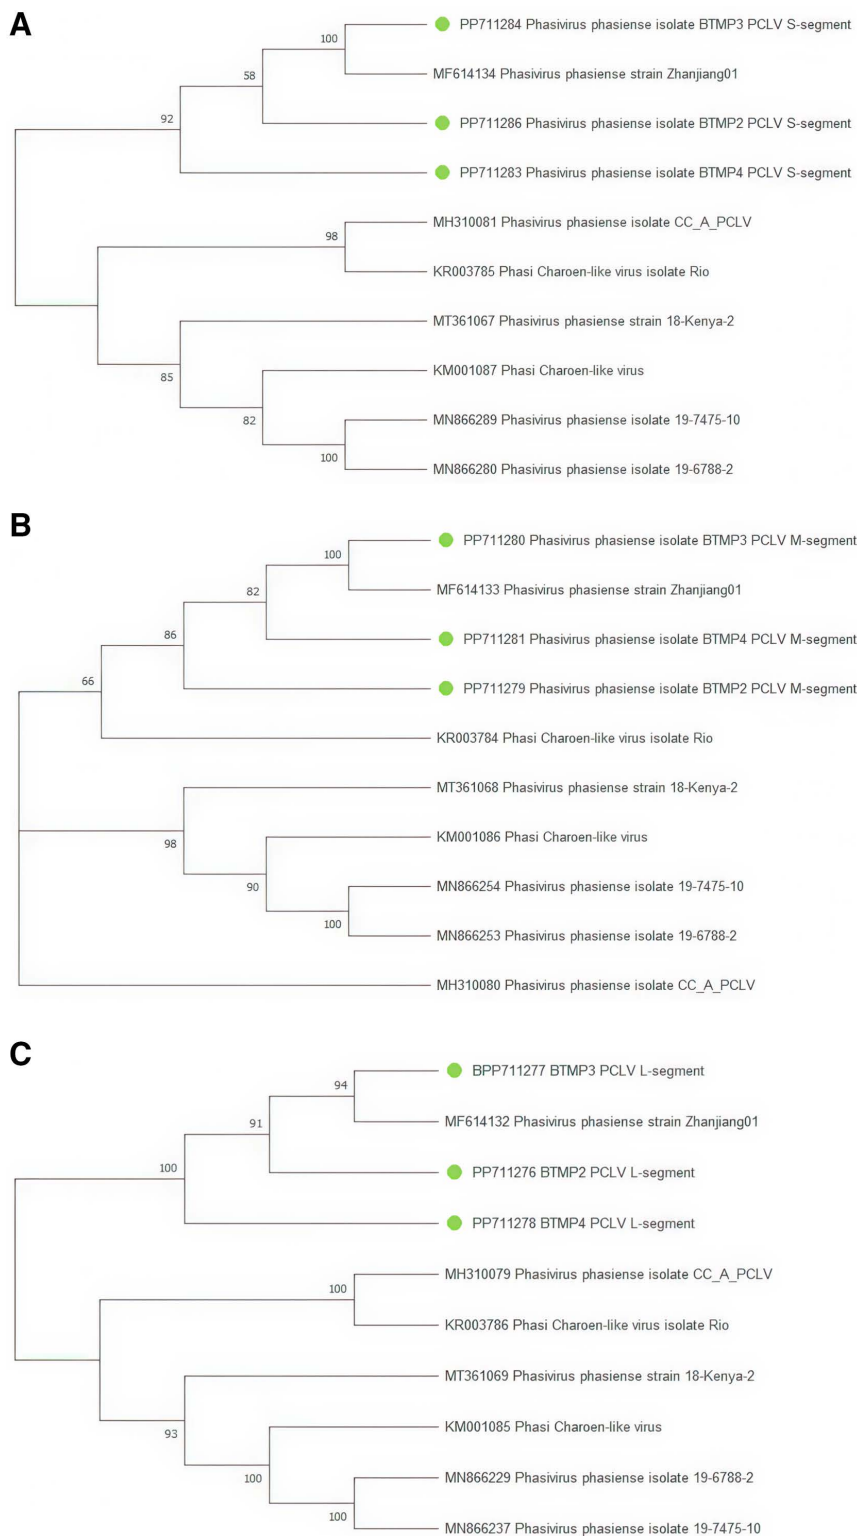 A
PP711284 Phasivirus phasiense isolate BTMP3 PCLV S-segment
100
MF614134 Phasivirus phasiense strain Zhanjiang01
58
PP711286 Phasivirus phasiense isolate BTMP2 PCLV S-segment
92
PP711283 Phasivirus phasiense isolate BTMP4 PCLV S-segment
MH310081 Phasivirus phasiense isolate CC_A_PCLV
98
KR003785 Phasi Charoen-like virus isolate Rio
MT361067 Phasivirus phasiense strain 18-Kenya-2
85
KM001087 Phasi Charoen-like virus
82
MN866289 Phasivirus phasiense isolate 19-7475-10
100
MN866280 Phasivirus phasiense isolate 19-6788-2
B
PP711280 Phasivirus phasiense isolate BTMP3 PCLV M-segment
100
MF614133 Phasivirus phasiense strain Zhanjiang01
82
PP711281 Phasivirus phasiense isolate BTMP4 PCLV M-segment
86
PP711279 Phasivirus phasiense isolate BTMP2 PCLV M-segment
66
KR003784 Phasi Charoen-like virus isolate Rio
MT361068 Phasivirus phasiense strain 18-Kenya-2
98
KM001086 Phasi Charoen-like virus
90
MN866254 Phasivirus phasiense isolate 19-7475-10
100
MN866253 Phasivirus phasiense isolate 19-6788-2
MH310080 Phasivirus phasiense isolate CC_A_PCLV
C
BPP711277 BTMP3 PCLV L-segment
94
MF614132 Phasivirus phasiense strain Zhanjiang01
91
PP711276 BTMP2 PCLV L-segment
100
PP711278 BTMP4 PCLV L-segment
MH310079 Phasivirus phasiense isolate CC_A_PCLV
100
KR003786 Phasi Charoen-like virus isolate Rio
MT361069 Phasivirus phasiense strain 18-Kenya-2
93
KM001085 Phasi Charoen-like virus
100
MN866229 Phasivirus phasiense isolate 19-6788-2
100
MN866237 Phasivirus phasiense isolate 19-7475-10